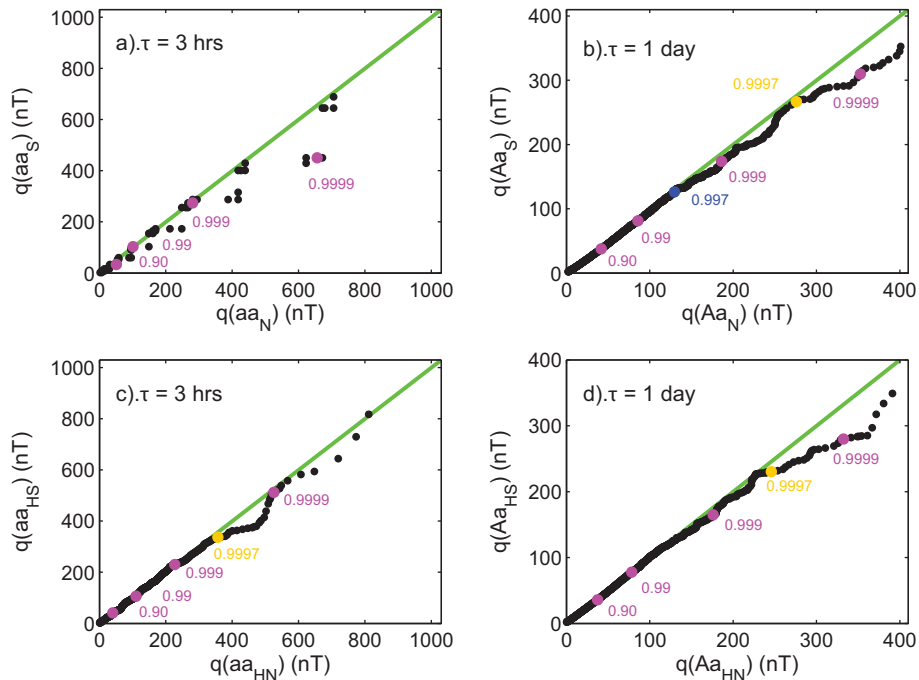 a).τ = 3 hrs
1000
800
600
400
200
0
q(aa_S) (nT)
0.9999
0.999
0.99
0.90
0 200 400 600 800 1000
q(aa_N) (nT)
b).τ = 1 day
400
300
200
100
0
q(Aa_S) (nT)
0.9997
0.9999
0.999
0.997
0.99
0.90
0 100 200 300 400
q(Aa_N) (nT)
c).τ = 3 hrs
1000
800
600
400
200
0
q(aa_HS) (nT)
0.9999
0.9997
0.999
0.99
0.90
0 200 400 600 800 1000
q(aa_HN) (nT)
d).τ = 1 day
400
300
200
100
0
q(Aa_HS) (nT)
0.9999
0.9997
0.999
0.99
0.90
0 100 200 300 400
q(Aa_HN) (nT)